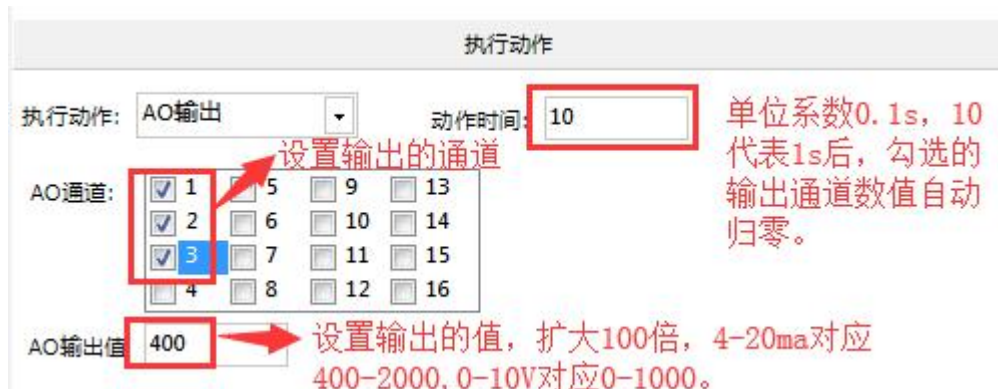 执行动作
执行动作: AO输出 动作时间: 10
单位系数0.1s, 10
代表1s后, 勾选的
输出通道数值自动
归零。
设置输出的通道
AO通道: 1 5 9 13
2 6 10 14
3 7 11 15
4 8 12 16
AO输出值 400
设置输出的值, 扩大100倍, 4-20ma对应
400-2000,0-10V对应0-1000。